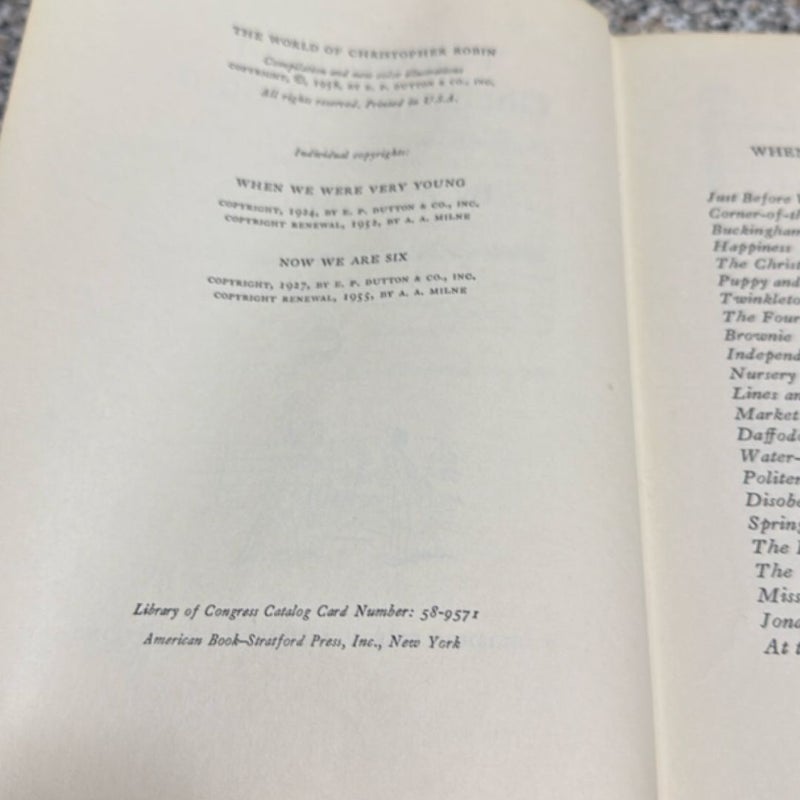 THE WORLD OF CHRISTOPHER ROBIN
Compilation and new color illustrations
COPYRIGHT, ©, 1958, BY E. P. DUTTON & CO., INC.
All rights reserved. Printed in U.S.A.
Individual copyrights:
WHEN WE WERE VERY YOUNG
COPYRIGHT, 1924, BY E. P. DUTTON & CO., INC.
COPYRIGHT RENEWAL, 1952, BY A. A. MILNE
NOW WE ARE SIX
COPYRIGHT, 1927, BY E. P. DUTTON & CO., INC.
COPYRIGHT RENEWAL, 1955, BY A. A. MILNE
Library of Congress Catalog Card Number: 58-9571
American Book–Stratford Press, Inc., New York
WHEN
Just Before
Corner-of-th
Buckingham
Happiness
The Christ
Puppy and
Twinkleto
The Four
Brownie
Independ
Nursery
Lines an
Market
Daffod
Water-
Politen
Disobe
Spring
The
The
Miss
Jona
At t